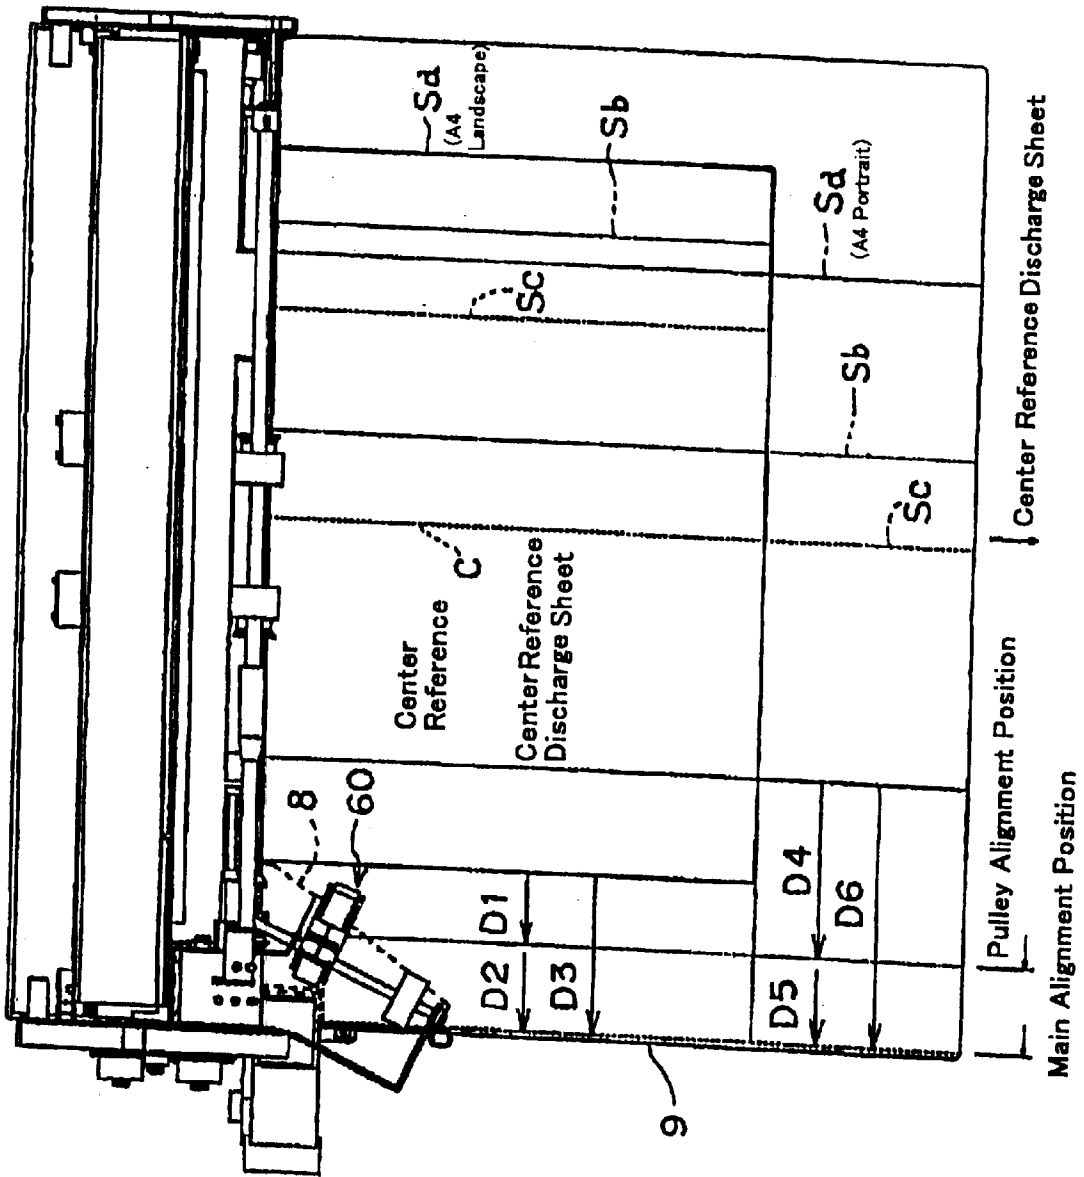 Sd
(A4
Landscape)
Sb
Sd
(A4 Portrait)
Sc
Sb
Sc
C
Center
Reference
Center Reference
Discharge Sheet
8
60
D1
D2
D3
D4
D5
D6
9
Center Reference Discharge Sheet
Pulley Alignment Position
Main Alignment Position